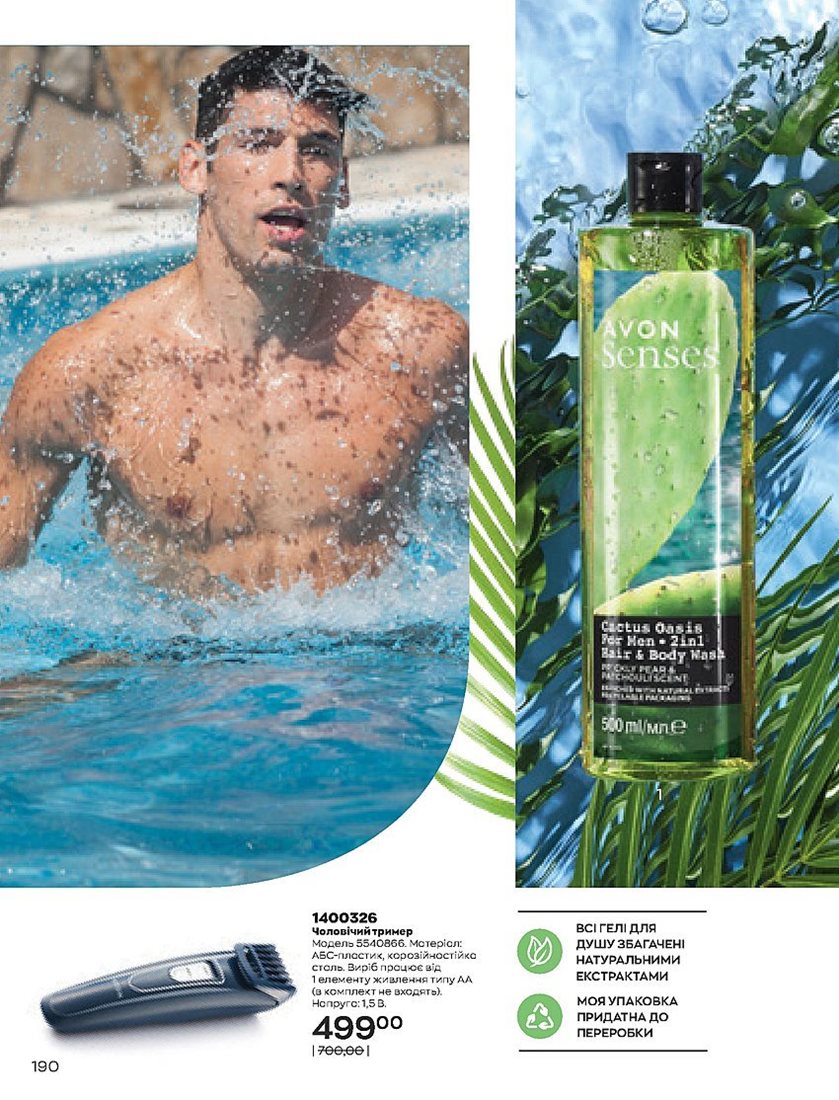 AVON
Senses
Cactus Oasis
For Men • 2in1
Hair & Body Wash
PRICKLY PEAR &
PATCHOULI SCENT
ENRICHED WITH NATURAL EXTRACTS
RECYCLABLE PACKAGING
500 ml/мл.℮
1
1400326
Чоловічий тример
Модель 5540866. Матеріал:
АБС-пластик, корозійностійка
сталь. Виріб працює від
1 елементу живлення типу АА
(в комплект не входять).
Напруга: 1,5 В.
499⁰⁰
|700,00|
ВСІ ГЕЛІ ДЛЯ
ДУШУ ЗБАГАЧЕНІ
НАТУРАЛЬНИМИ
ЕКСТРАКТАМИ
МОЯ УПАКОВКА
ПРИДАТНА ДО
ПЕРЕРОБКИ
190